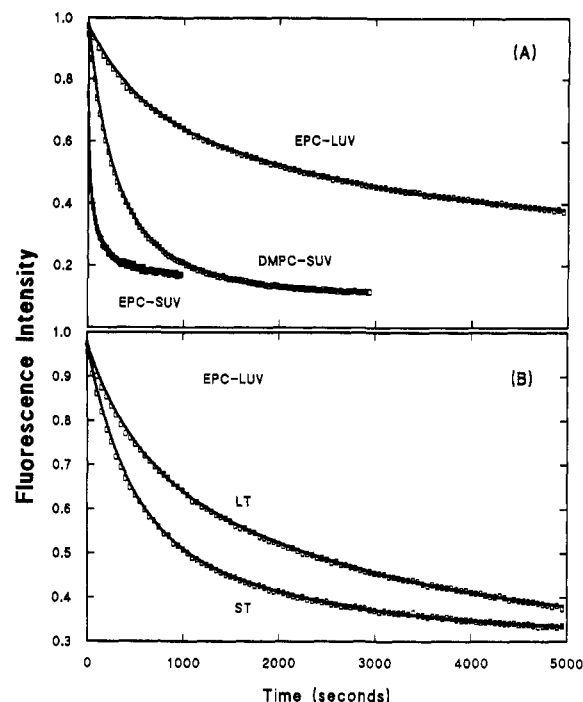 Fluorescence Intensity
1.0
0.8
0.6
0.4
0.2
(A)
EPC-LUV
DMPC-SUV
EPC-SUV
1.0
0.9
0.8
0.7
0.6
0.5
0.4
0.3
EPC-LUV
(B)
LT
ST
0 1000 2000 3000 4000 5000
Time (seconds)